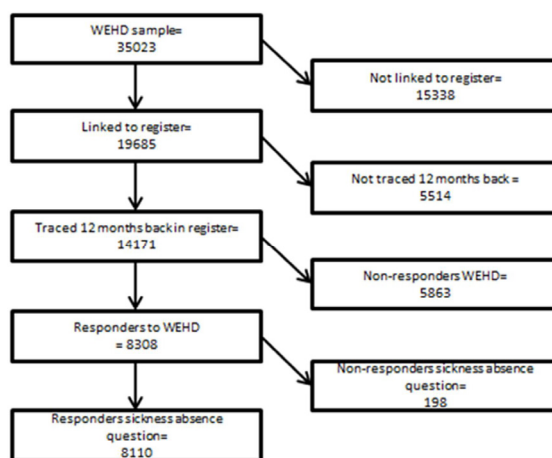 WEHD sample=
35023
Not linked to register=
15338
Linked to register=
19685
Not traced 12 months back =
5514
Traced 12 months back in register=
14171
Non-responders WEHD=
5863
Responders to WEHD
= 8308
Non-responders sickness absence
question=
198
Responders sickness absence
question=
8110